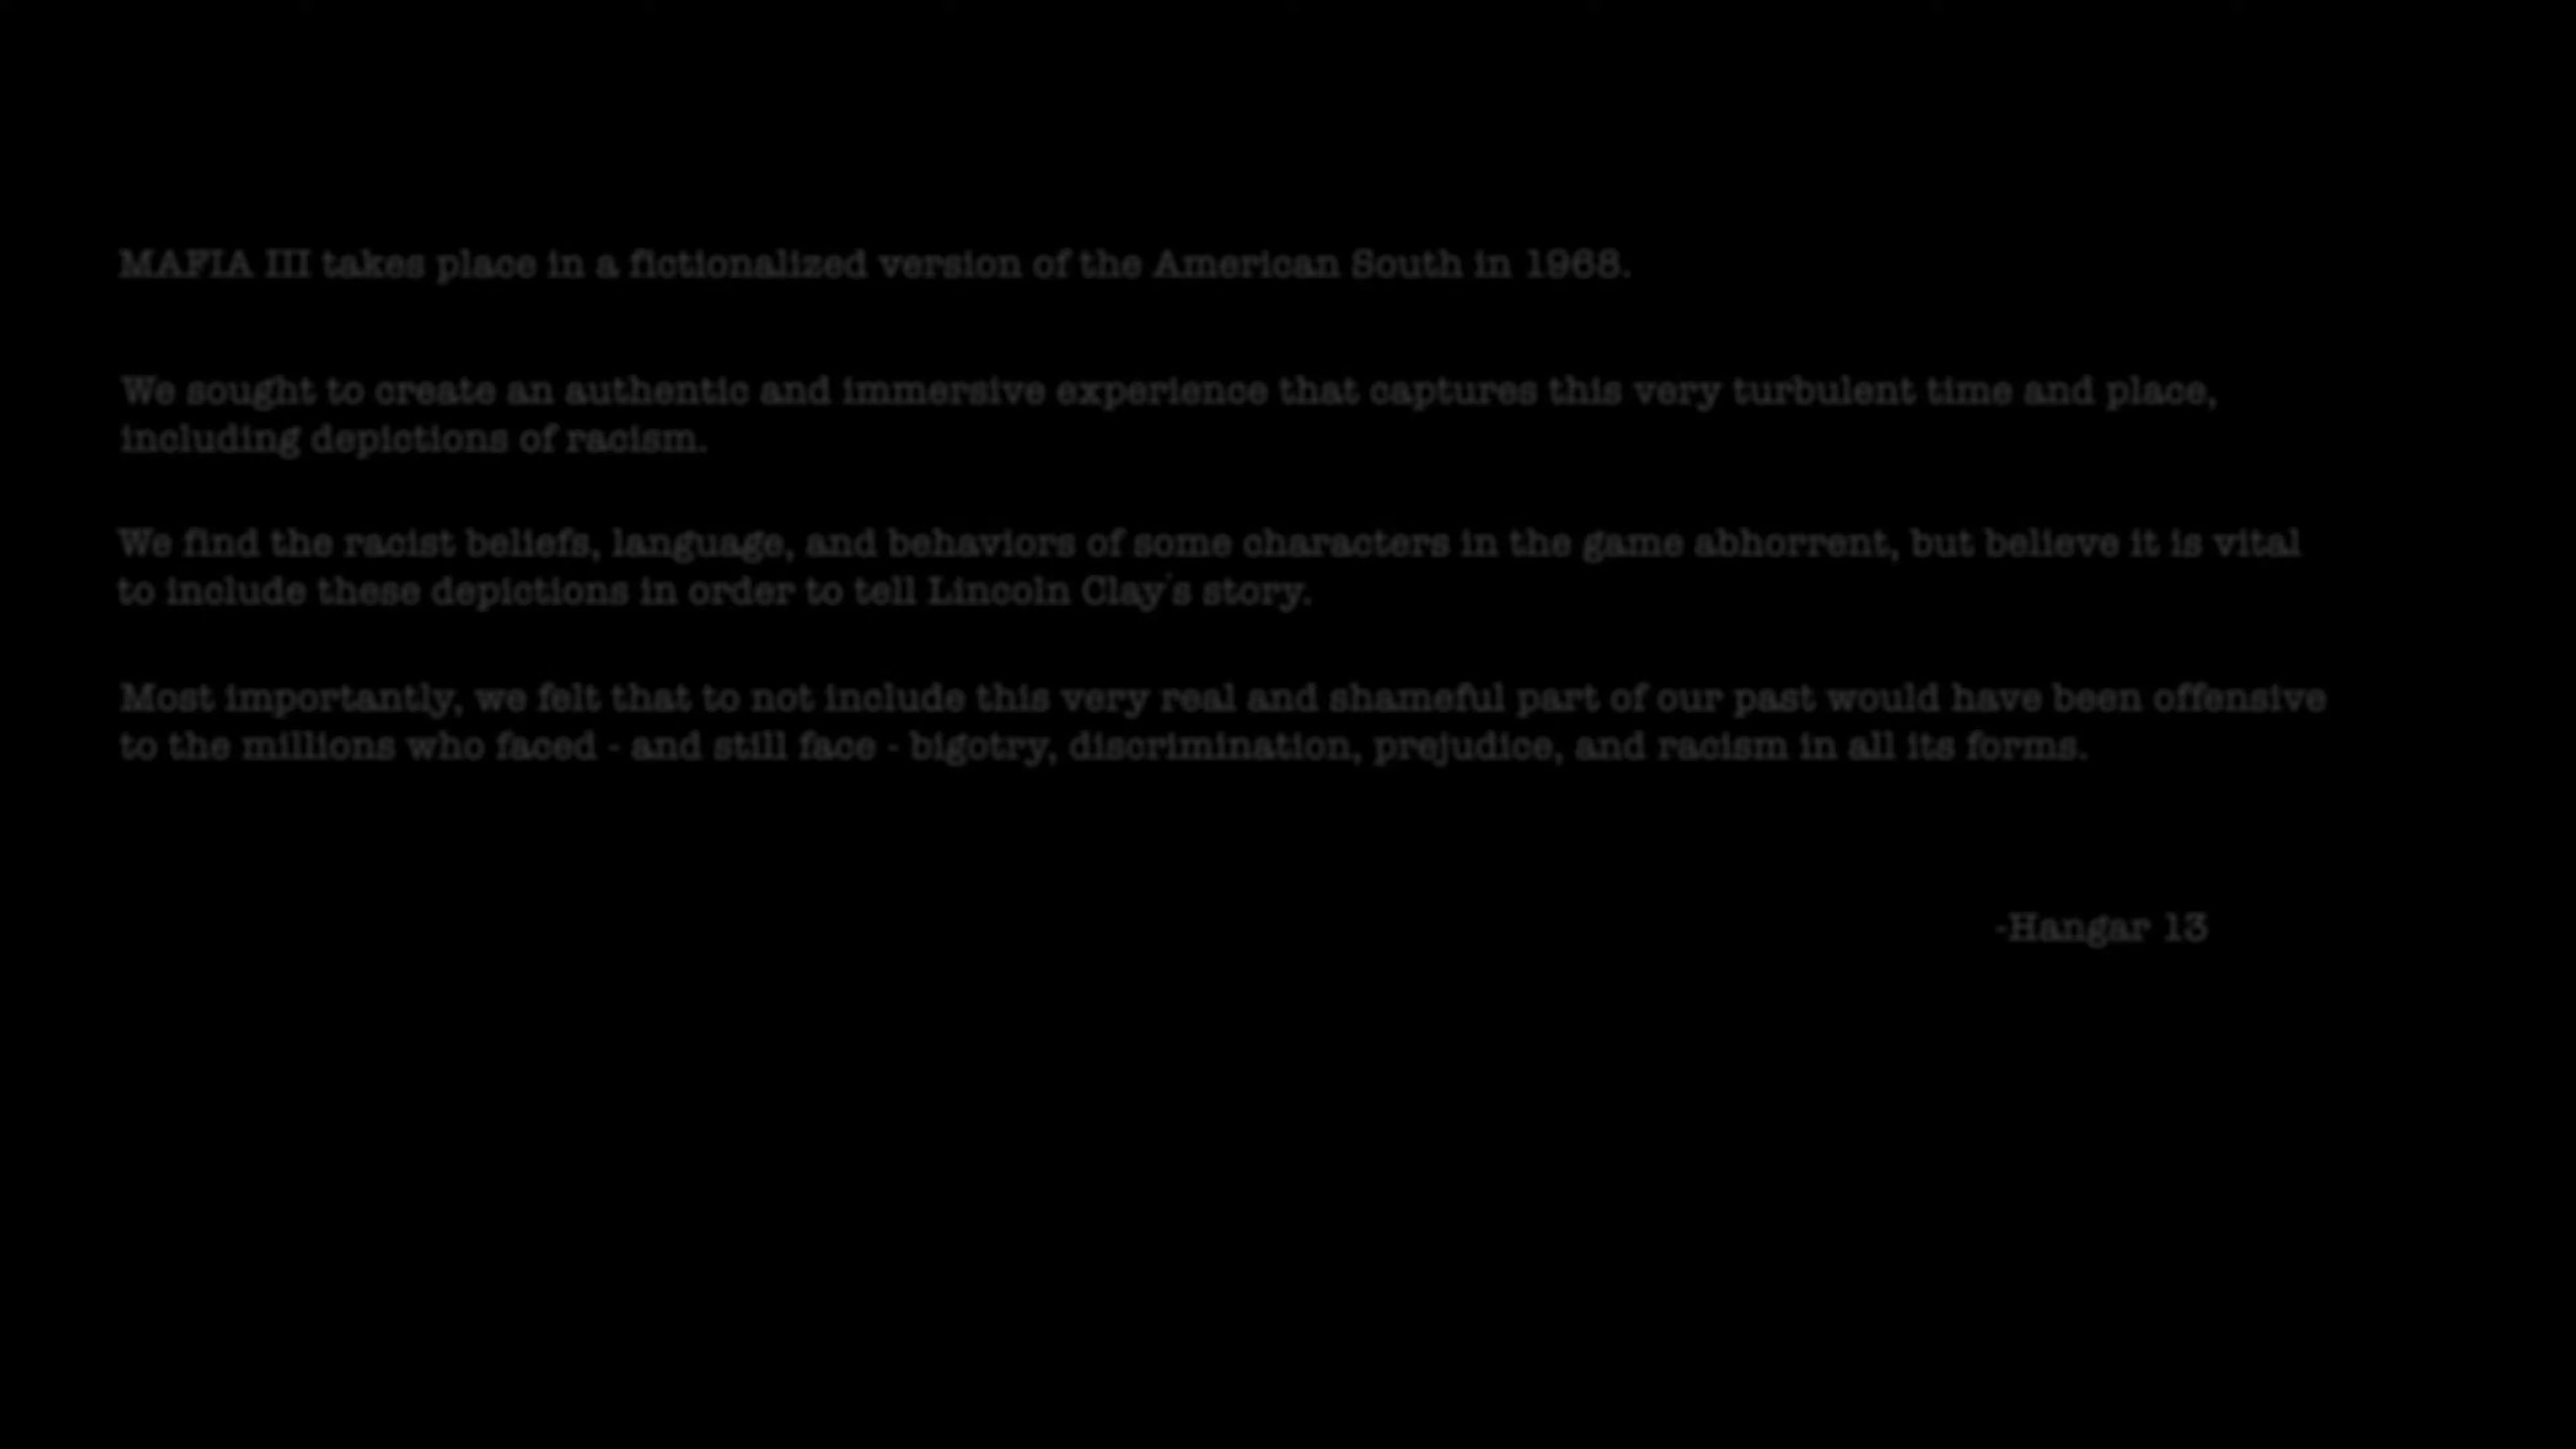 MAFIA III takes place in a fictionalized version of the American South in 1968.
We sought to create an authentic and immersive experience that captures this very turbulent time and place,
including depictions of racism.
We find the racist beliefs, language, and behaviors of some characters in the game abhorrent, but believe it is vital
to include these depictions in order to tell Lincoln Clay's story.
Most importantly, we felt that to not include this very real and shameful part of our past would have been offensive
to the millions who faced - and still face - bigotry, discrimination, prejudice, and racism in all its forms.
-Hangar 13